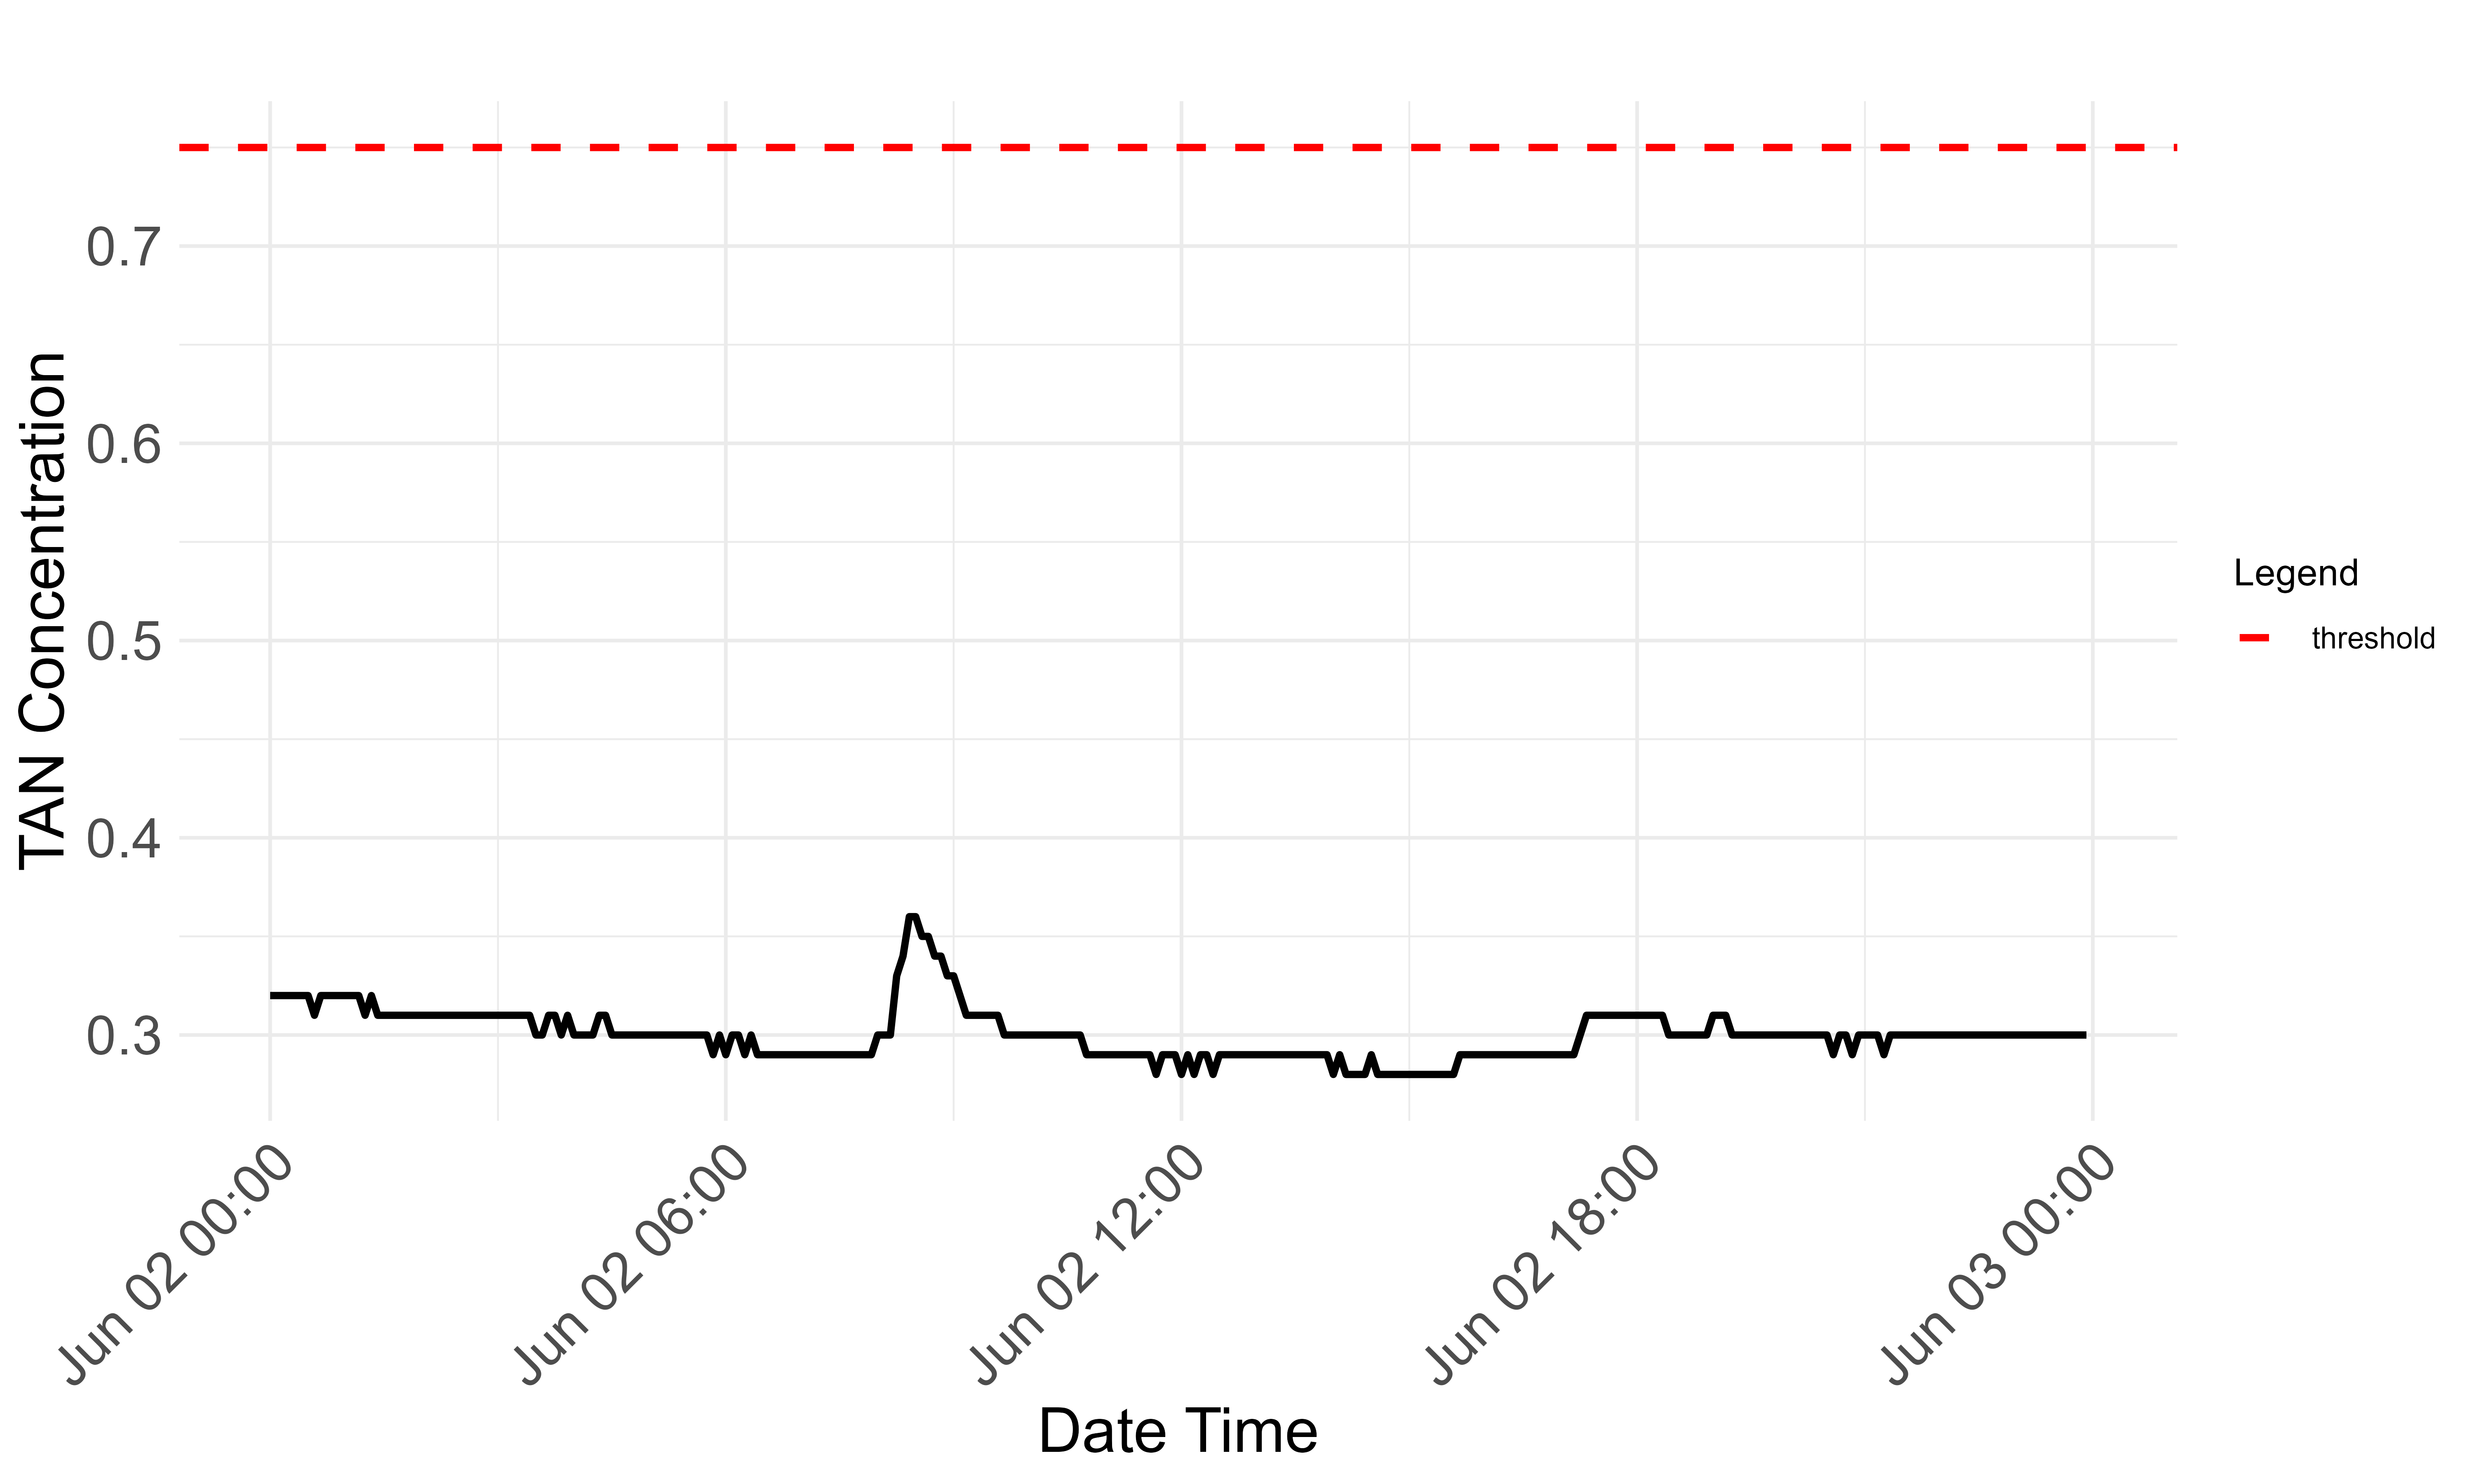 TAN Concentration
0.7
0.6
0.5
0.4
0.3
Jun 02 00:00
Jun 02 06:00
Jun 02 12:00
Jun 02 18:00
Jun 03 00:00
Date Time
Legend
threshold